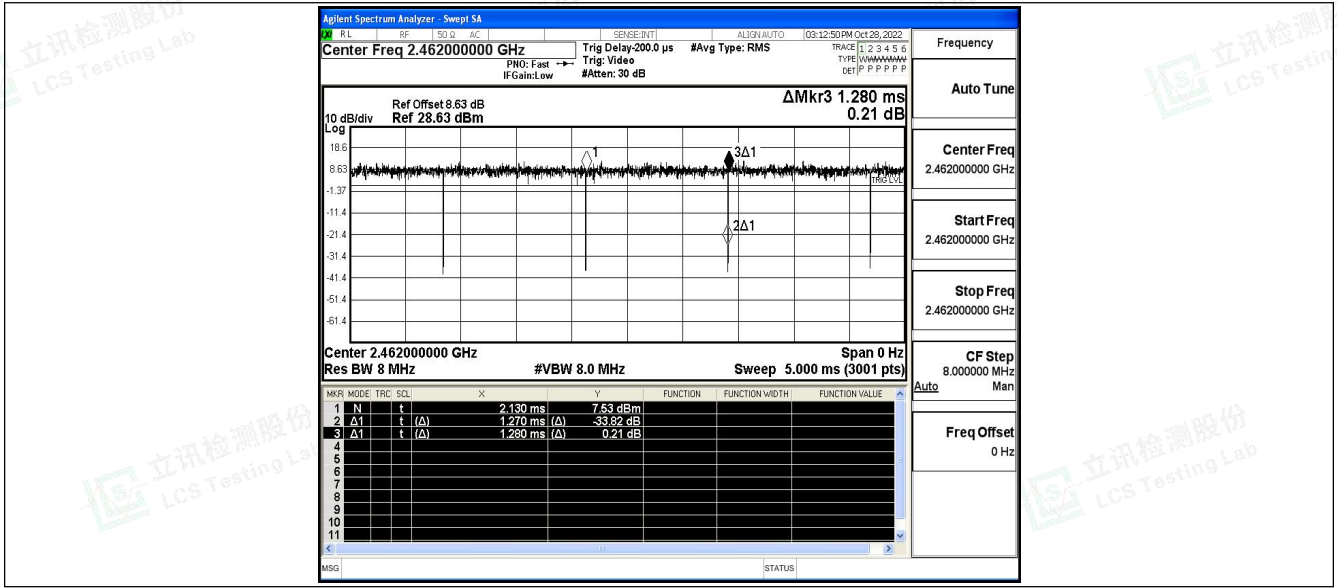 Agilent Spectrum Analyzer - Swept SA
LXI RL RF 50 Ω AC SENSE:INT ALIGN AUTO 03:12:50 PM Oct 28, 2022
Center Freq 2.462000000 GHz
PNO: Fast
IFGain:Low
Trig Delay-200.0 µs
Trig: Video
#Atten: 30 dB
#Avg Type: RMS
TRACE 1 2 3 4 5 6
TYPE WWWWWW
DET P P P P P P
ΔMkr3 1.280 ms
0.21 dB
Ref Offset 8.63 dB
10 dB/div Ref 28.63 dBm
Log
18.6
8.63
-1.37
-11.4
-21.4
-31.4
-41.4
-51.4
-61.4
1
3Δ1
TRIG LVL
2Δ1
Center 2.462000000 GHz Span 0 Hz
Res BW 8 MHz #VBW 8.0 MHz Sweep 5.000 ms (3001 pts)
MKR MODE TRC SCL X Y FUNCTION FUNCTION WIDTH FUNCTION VALUE
1 N t 2.130 ms 7.53 dBm
2 Δ1 t (Δ) 1.270 ms (Δ) -33.82 dB
3 Δ1 t (Δ) 1.280 ms (Δ) 0.21 dB
4
5
6
7
8
9
10
11
MSG STATUS
Frequency
Auto Tune
Center Freq
2.462000000 GHz
Start Freq
2.462000000 GHz
Stop Freq
2.462000000 GHz
CF Step
8.000000 MHz
Auto Man
Freq Offset
0 Hz
立讯检测股份
LCS Testing Lab
LCS Testin
立讯检测股份
LCS Testing Lab
立讯检测股份
LCS Testing Lab